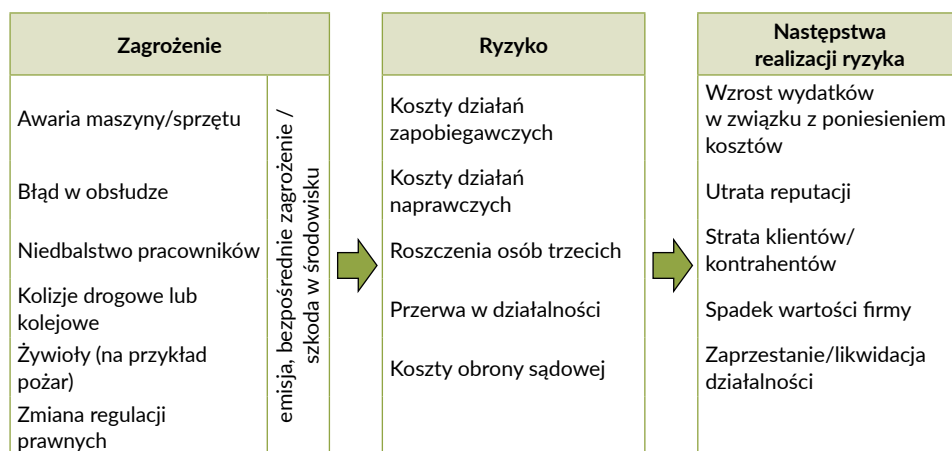 Zagrożenie
Awaria maszyny/sprzętu
Błąd w obsłudze
Niedbalstwo pracowników
Kolizje drogowe lub
kolejowe
Żywioły (na przykład
pożar)
Zmiana regulacji
prawnych
emisja, bezpośrednie zagrożenie /
szkoda w środowisku
Ryzyko
Koszty działań
zapobiegawczych
Koszty działań
naprawczych
Roszczenia osób trzecich
Przerwa w działalności
Koszty obrony sądowej
Następstwa
realizacji ryzyka
Wzrost wydatków
w związku z poniesieniem
kosztów
Utrata reputacji
Strata klientów/
kontrahentów
Spadek wartości firmy
Zaprzestanie/likwidacja
działalności